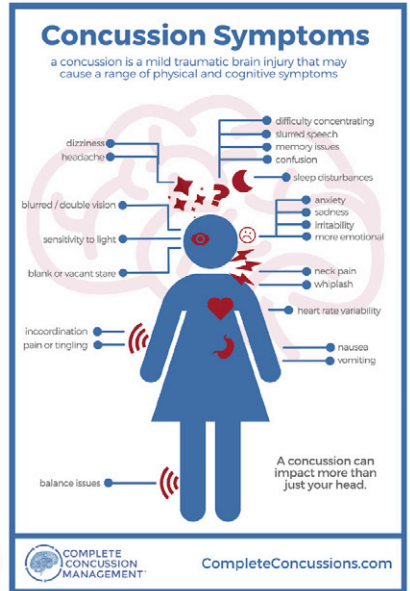 Concussion Symptoms
a concussion is a mild traumatic brain injury that may
cause a range of physical and cognitive symptoms
difficulty concentrating
slurred speech
memory issues
confusion
dizziness
headache
sleep disturbances
blurred / double vision
anxiety
sadness
irritability
more emotional
sensitivity to light
blank or vacant stare
neck pain
whiplash
heart rate variability
incoordination
pain or tingling
nausea
vomiting
balance issues
A concussion can
impact more than
just your head.
COMPLETE
CONCUSSION
MANAGEMENT
CompleteConcussions.com